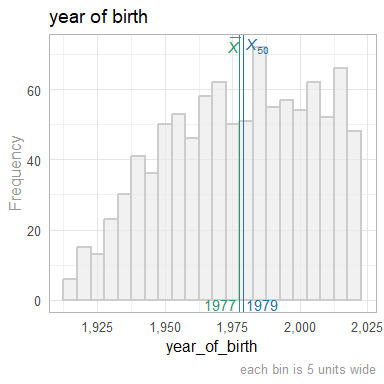 year of birth
X̅ X₅₀
Frequency
60
40
20
0
1977 1979
1,925 1,950 1,975 2,000 2,025
year_of_birth
each bin is 5 units wide